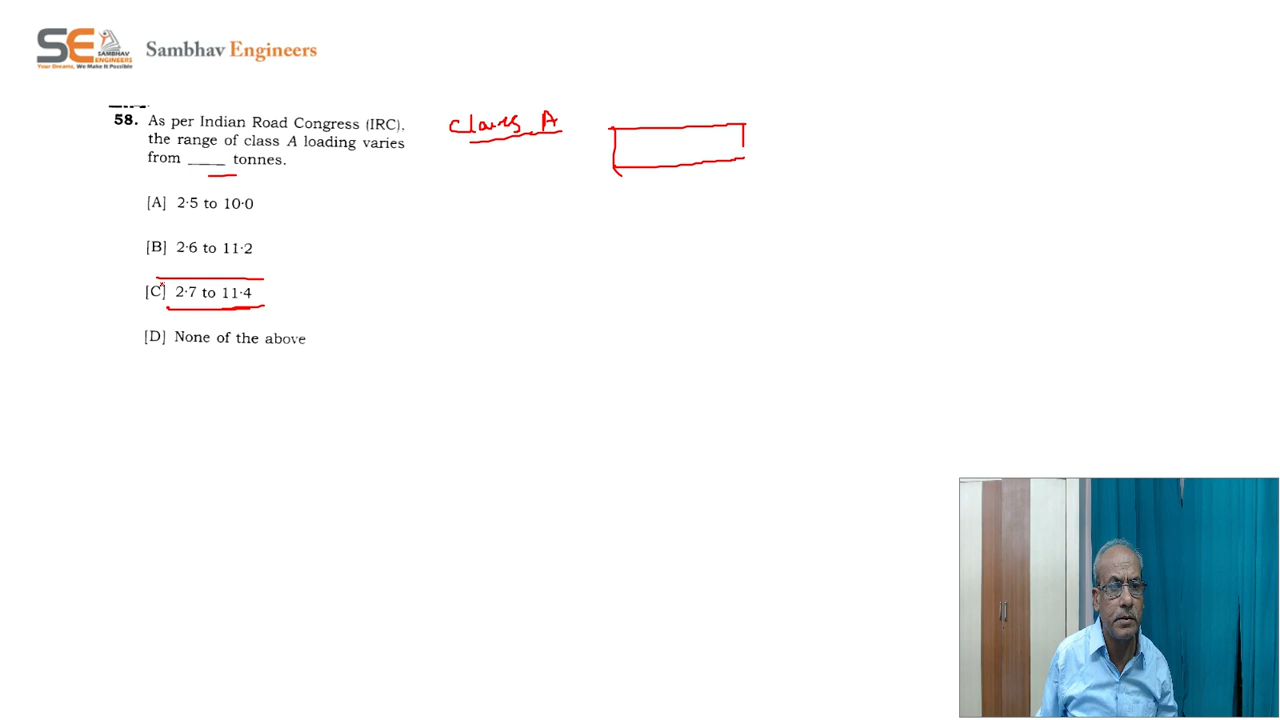 SE
SAMBHAV
ENGINEERS
Your Dreams, We Make It Possible
Sambhav Engineers
58. As per Indian Road Congress (IRC),
the range of class A loading varies
from ____ tonnes.
[A] 2·5 to 10·0
[B] 2·6 to 11·2
[C] 2·7 to 11·4
[D] None of the above
Class A